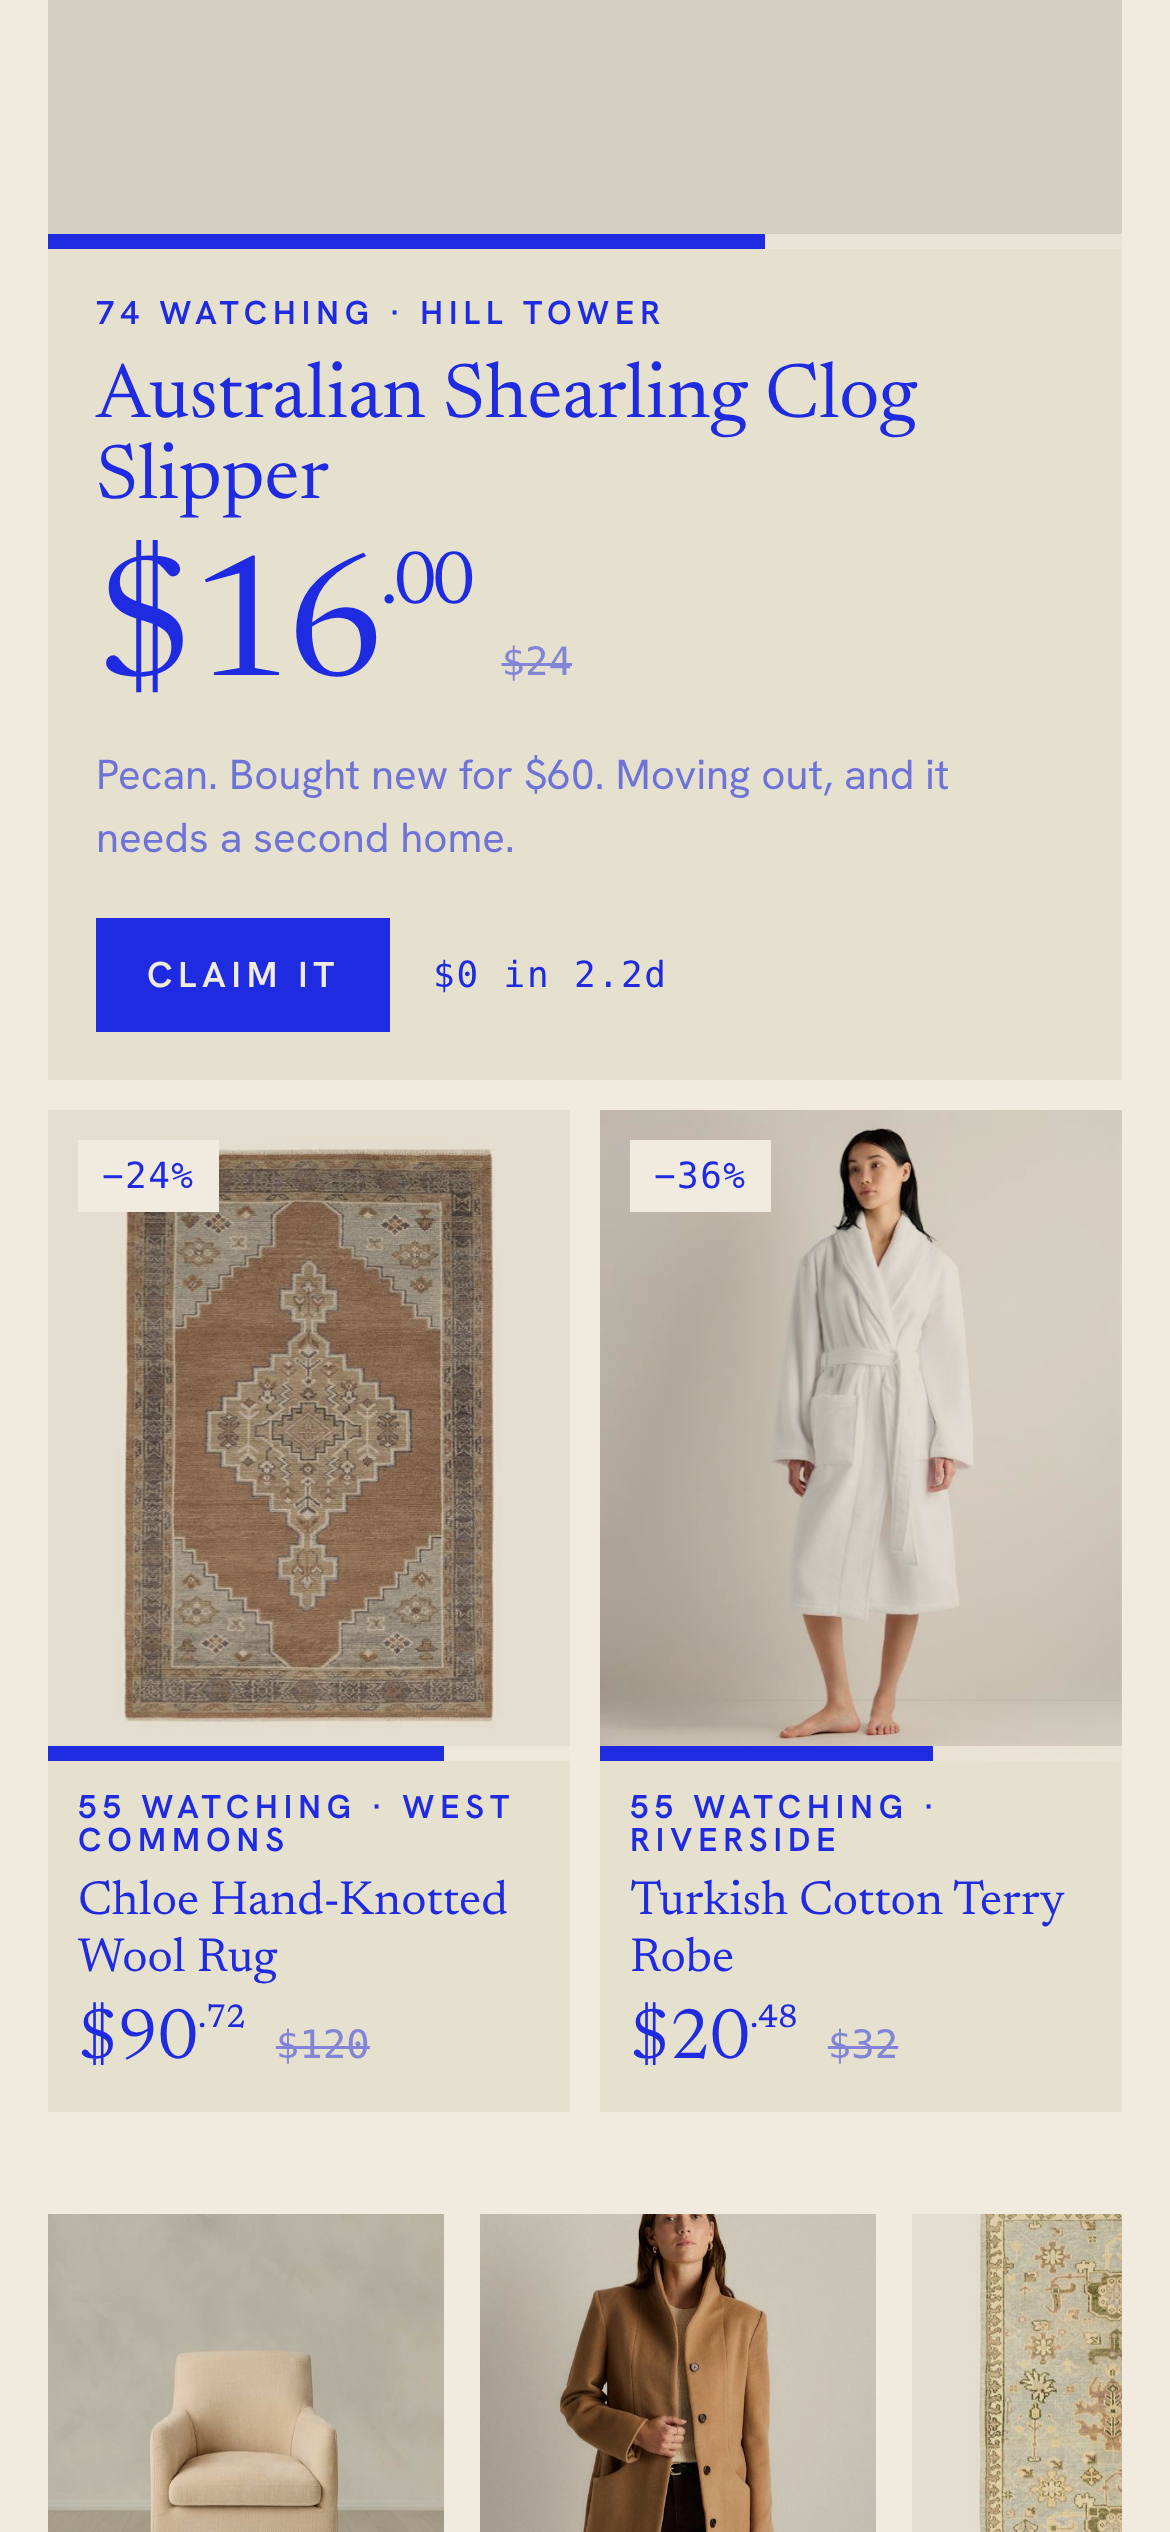 74 WATCHING · HILL TOWER
Australian Shearling Clog
Slipper
$16.00 $24
Pecan. Bought new for $60. Moving out, and it
needs a second home.
CLAIM IT $0 in 2.2d
−24%
55 WATCHING · WEST
COMMONS
Chloe Hand-Knotted
Wool Rug
$90.72 $120
−36%
55 WATCHING ·
RIVERSIDE
Turkish Cotton Terry
Robe
$20.48 $32